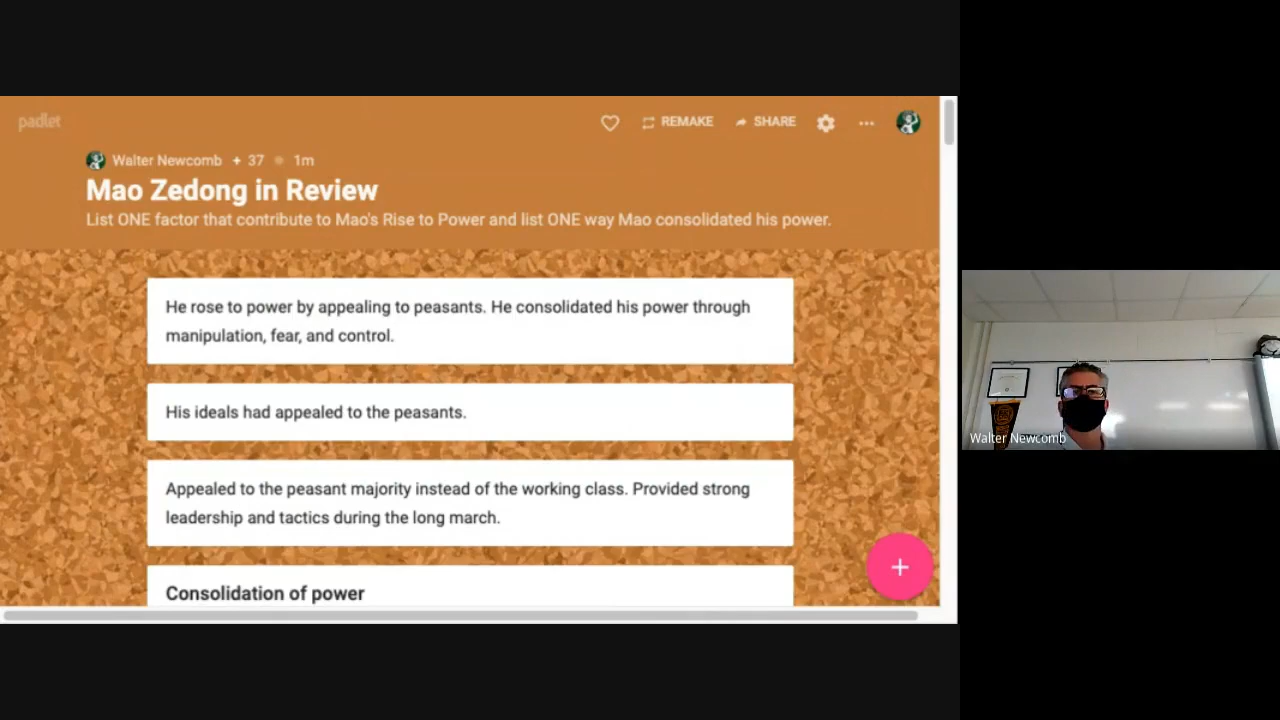 padlet
REMAKE
SHARE
Walter Newcomb + 37 1m
Mao Zedong in Review
List ONE factor that contribute to Mao's Rise to Power and list ONE way Mao consolidated his power.
He rose to power by appealing to peasants. He consolidated his power through
manipulation, fear, and control.
His ideals had appealed to the peasants.
Appealed to the peasant majority instead of the working class. Provided strong
leadership and tactics during the long march.
Consolidation of power
Walter Newcomb